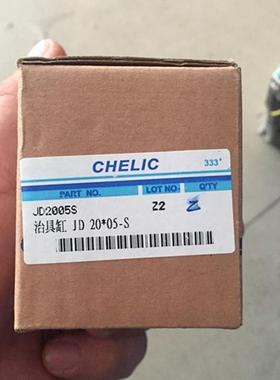 CHELIC 333+
PART NO. LOT NO. Q'TY
JD2005S Z2 Z
治具缸 JD 20*05-S